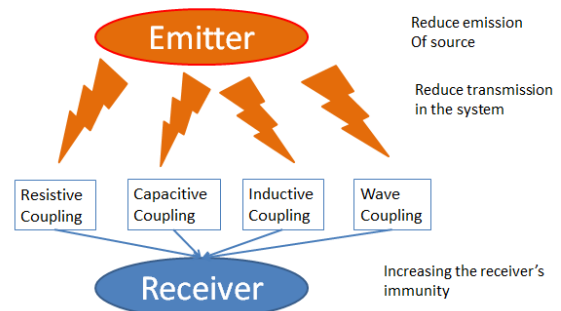 Emitter
Reduce emission
Of source
Reduce transmission
in the system
Resistive
Coupling
Capacitive
Coupling
Inductive
Coupling
Wave
Coupling
Receiver
Increasing the receiver's
immunity